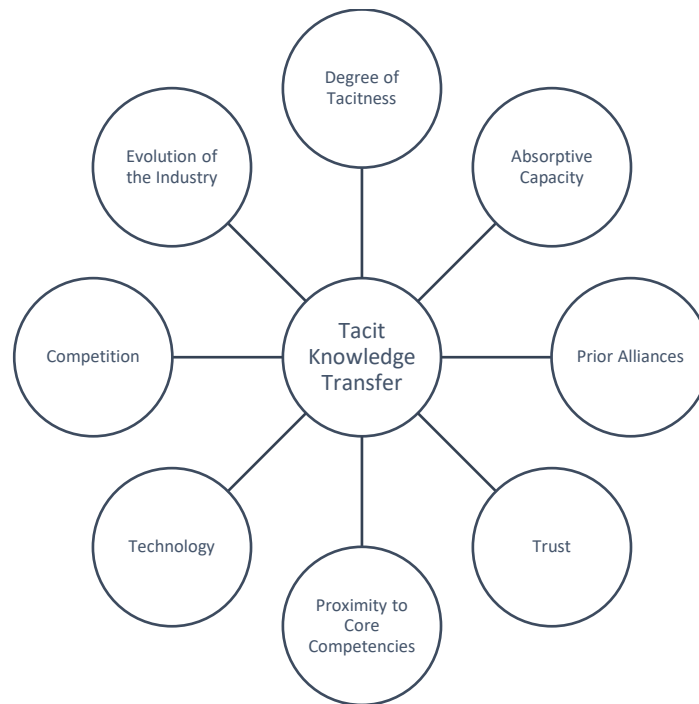 Degree of
Tacitness
Evolution of
the Industry
Absorptive
Capacity
Competition
Tacit
Knowledge
Transfer
Prior Alliances
Technology
Trust
Proximity to
Core
Competencies